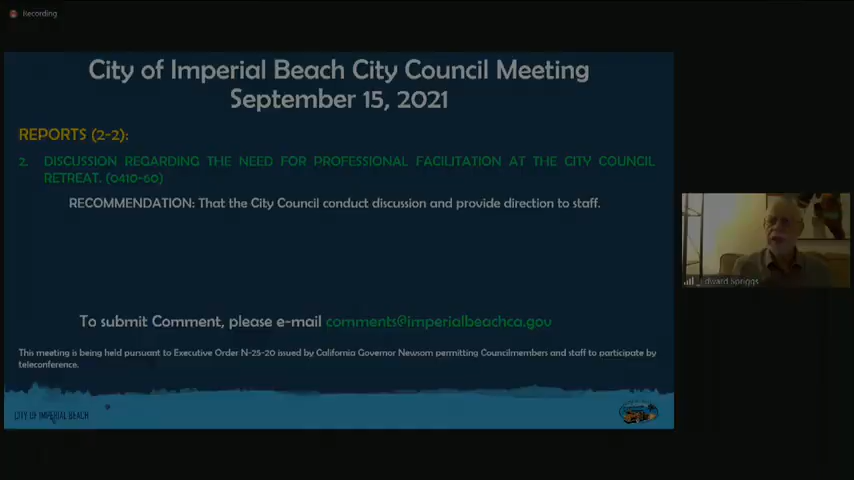 Recording
City of Imperial Beach City Council Meeting
September 15, 2021
REPORTS (2-2):
2. DISCUSSION REGARDING THE NEED FOR PROFESSIONAL FACILITATION AT THE CITY COUNCIL
RETREAT. (0410-60)
RECOMMENDATION: That the City Council conduct discussion and provide direction to staff.
Edward Spriggs
To submit Comment, please e-mail comments@imperialbeachca.gov
This meeting is being held pursuant to Executive Order N-25-20 issued by California Governor Newsom permitting Councilmembers and staff to participate by
teleconference.
CITY OF IMPERIAL BEACH